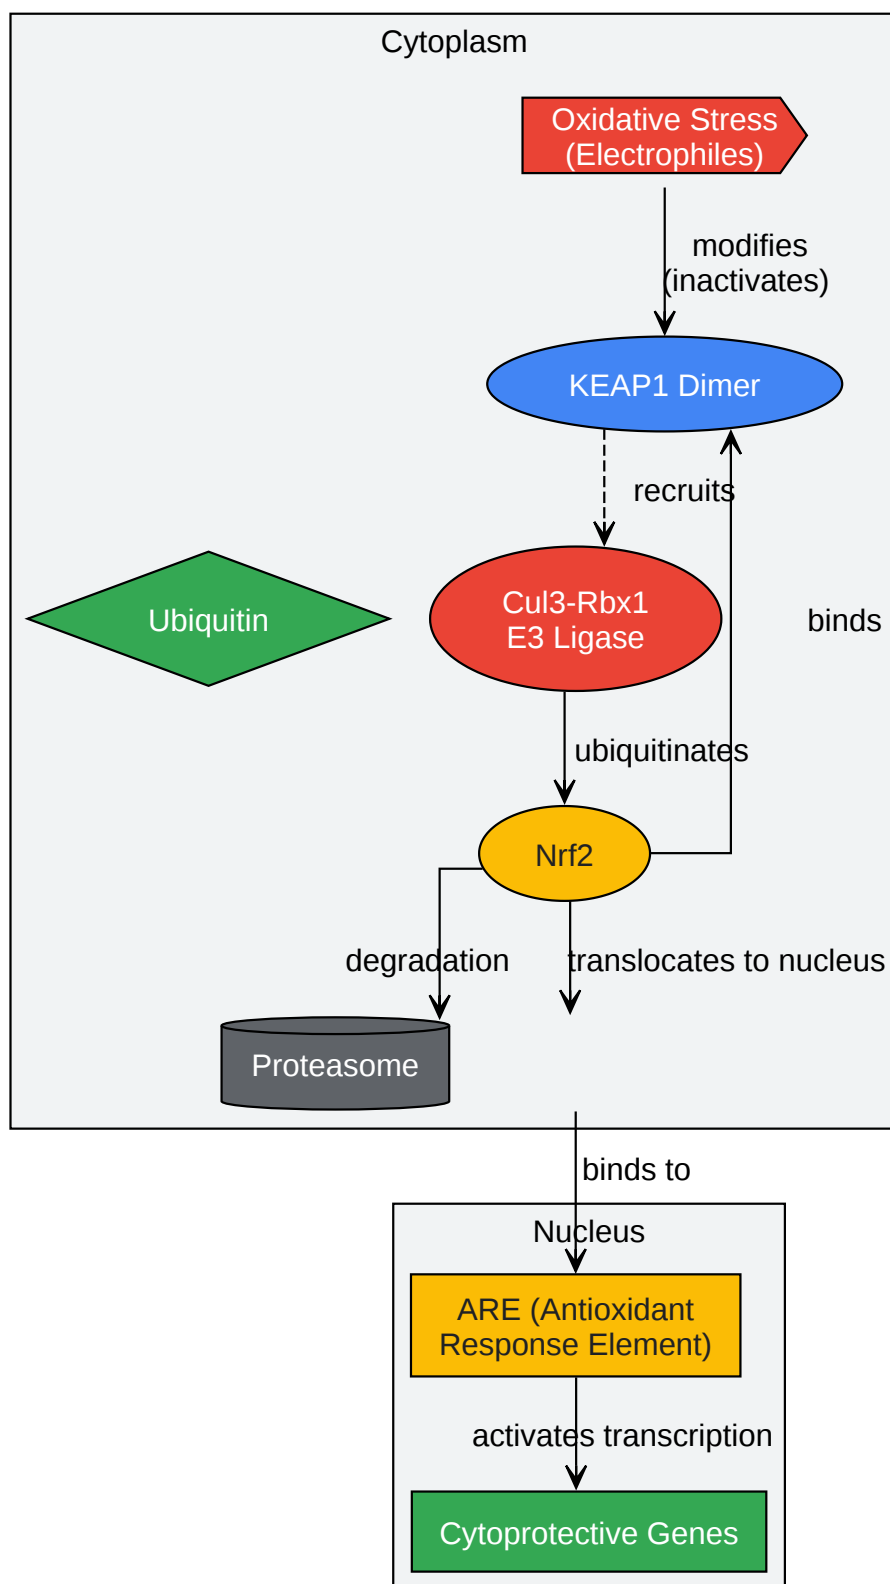 Cytoplasm
Oxidative Stress
(Electrophiles)
modifies
(inactivates)
KEAP1 Dimer
recruits
Ubiquitin
Cul3-Rbx1
E3 Ligase
binds
ubiquitinates
Nrf2
degradation
translocates to nucleus
Proteasome
binds to
Nucleus
ARE (Antioxidant
Response Element)
activates transcription
Cytoprotective Genes